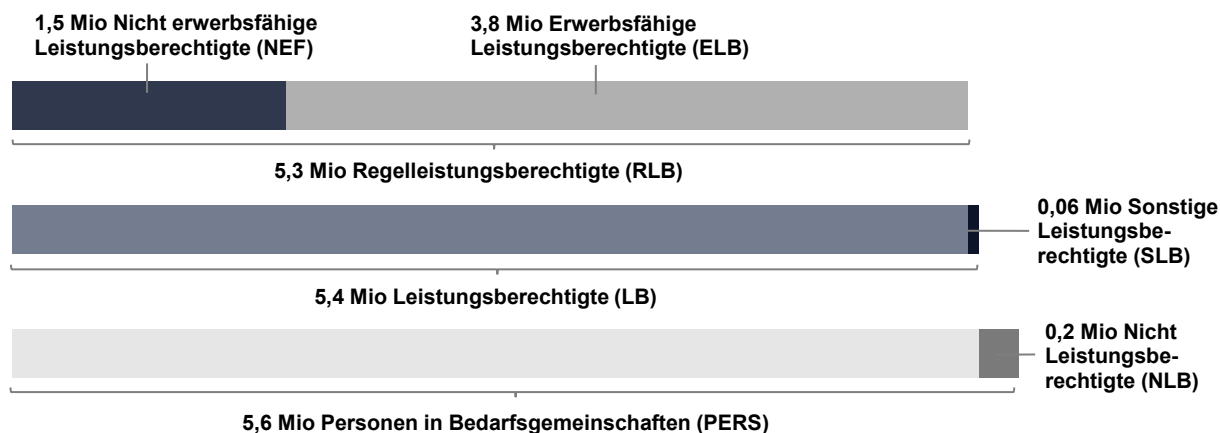 1,5 Mio Nicht erwerbsfähige
Leistungsberechtigte (NEF)
3,8 Mio Erwerbsfähige
Leistungsberechtigte (ELB)
5,3 Mio Regelleistungsberechtigte (RLB)
0,06 Mio Sonstige
Leistungsbe-
rechtigte (SLB)
5,4 Mio Leistungsberechtigte (LB)
0,2 Mio Nicht
Leistungsbe-
rechtigte (NLB)
5,6 Mio Personen in Bedarfsgemeinschaften (PERS)